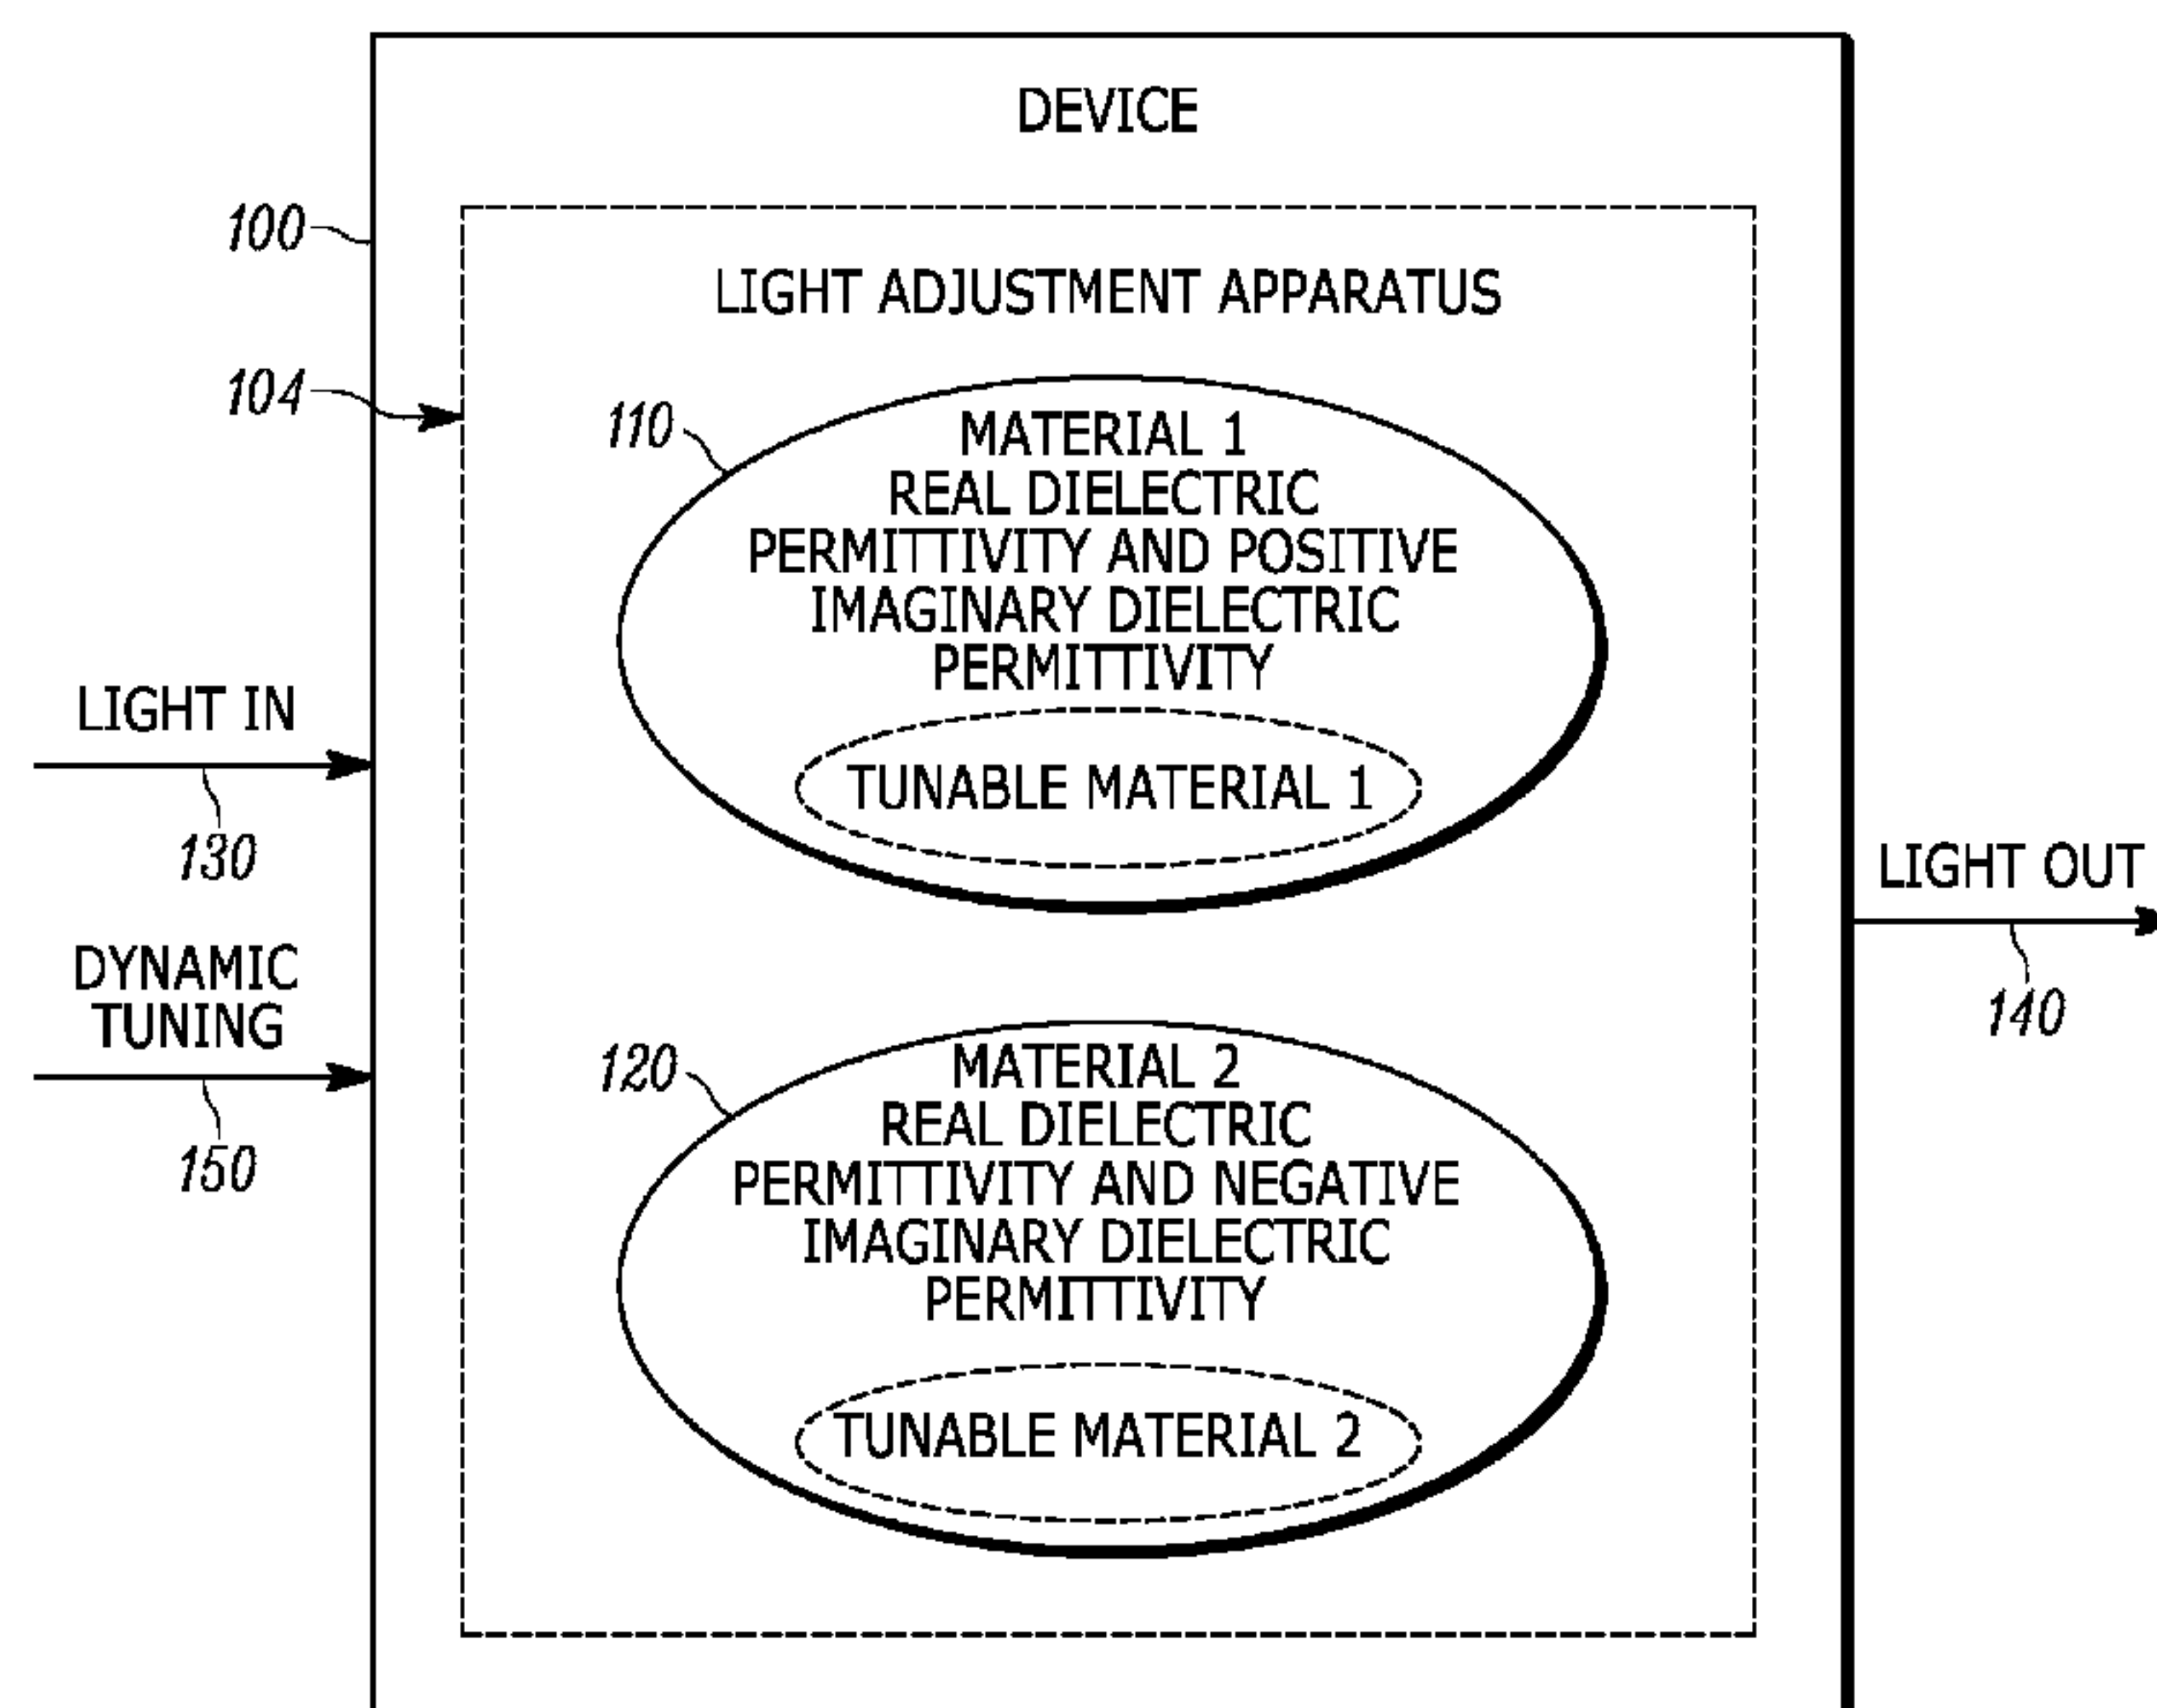 DEVICE
100
LIGHT ADJUSTMENT APPARATUS
104
110
MATERIAL 1
REAL DIELECTRIC
PERMITTIVITY AND POSITIVE
IMAGINARY DIELECTRIC
PERMITTIVITY
TUNABLE MATERIAL 1
LIGHT IN
130
LIGHT OUT
140
DYNAMIC
TUNING
150
120
MATERIAL 2
REAL DIELECTRIC
PERMITTIVITY AND NEGATIVE
IMAGINARY DIELECTRIC
PERMITTIVITY
TUNABLE MATERIAL 2